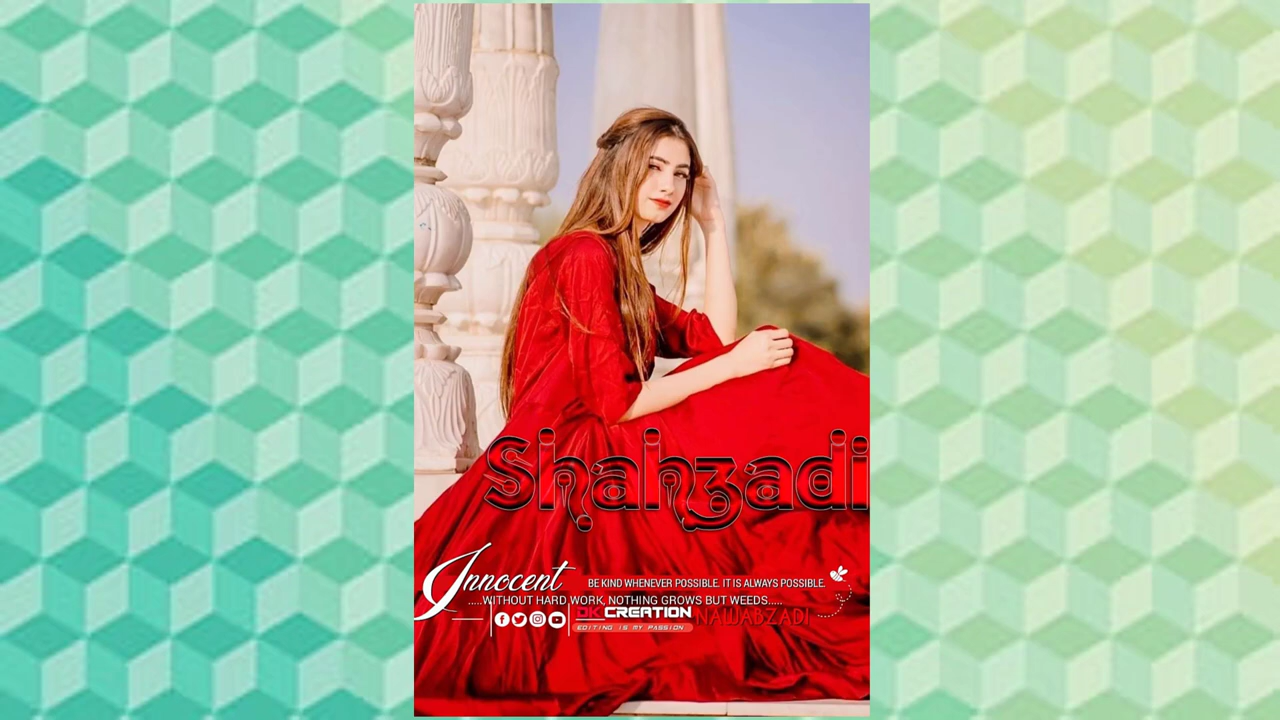 Shahzadi
Innocent
BE KIND WHENEVER POSSIBLE. IT IS ALWAYS POSSIBLE.
.....WITHOUT HARD WORK, NOTHING GROWS BUT WEEDS.....
DK CREATION NAWABZADI
EDITING IS MY PASSION